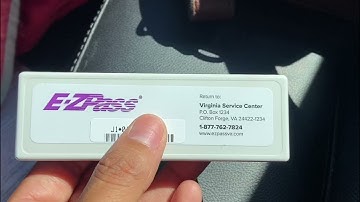 E-ZPass®
Return to:
Virginia Service Center
P.O. Box 1234
Clifton Forge, VA 24422-1234
1-877-762-7824
www.ezpassva.com